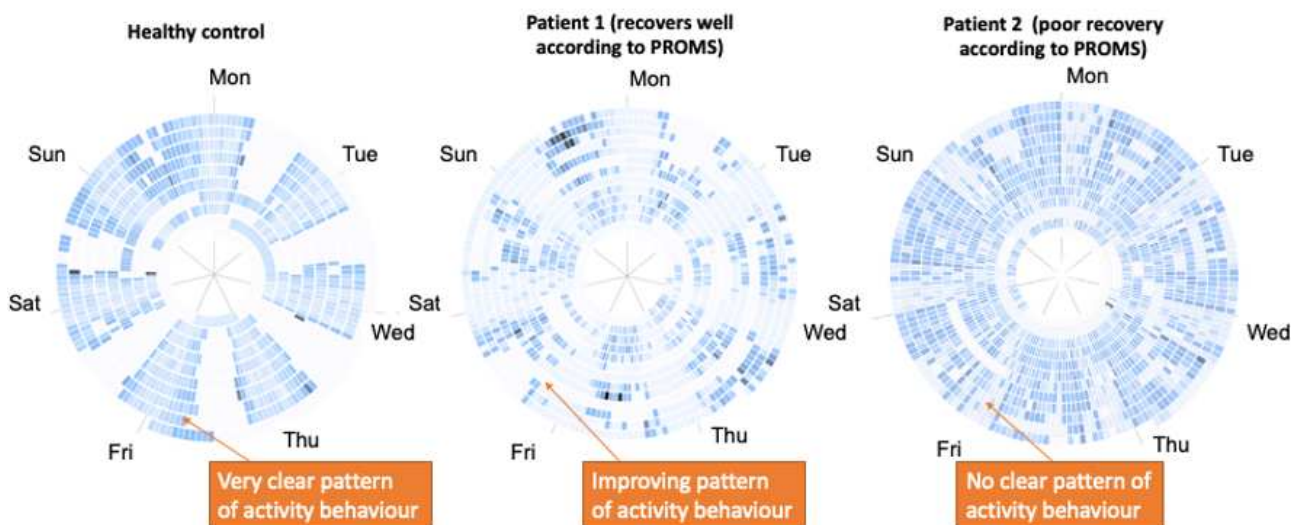 Healthy control
Mon
Tue
Wed
Thu
Fri
Sat
Sun
Very clear pattern
of activity behaviour
Patient 1 (recovers well
according to PROMS)
Mon
Tue
Wed
Thu
Fri
Sat
Sun
Improving pattern
of activity behaviour
Patient 2 (poor recovery
according to PROMS)
Mon
Tue
Wed
Thu
Fri
Sat
Sun
No clear pattern of
activity behaviour